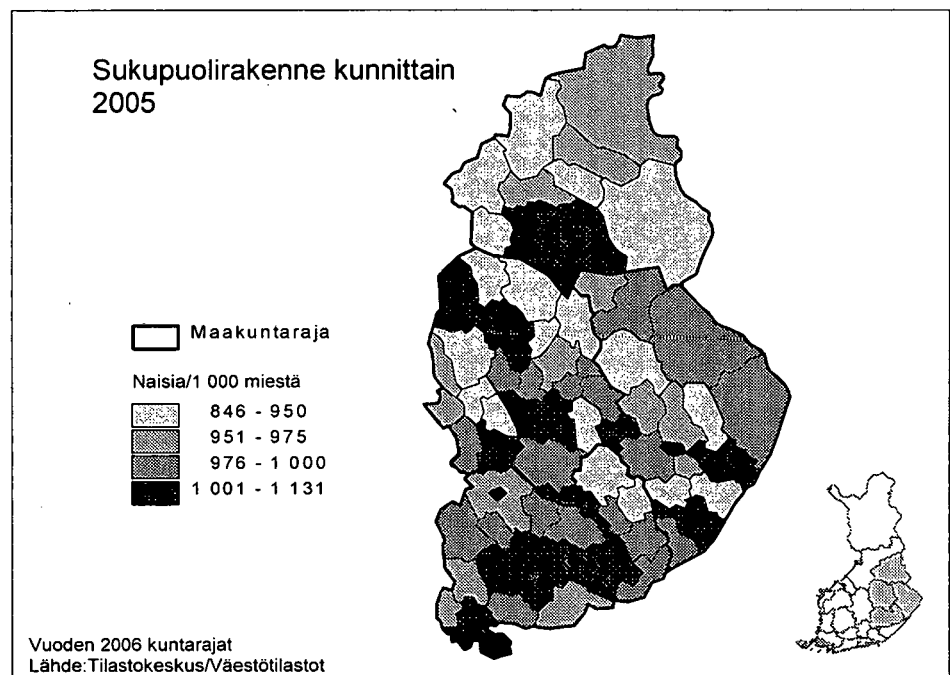 Sukupuolirakenne kunnittain
2005
Maakuntaraja
Naisia/1 000 miestä
846 - 950
951 - 975
976 - 1 000
1 001 - 1 131
Vuoden 2006 kuntarajat
Lähde:Tilastokeskus/Väestötilastot